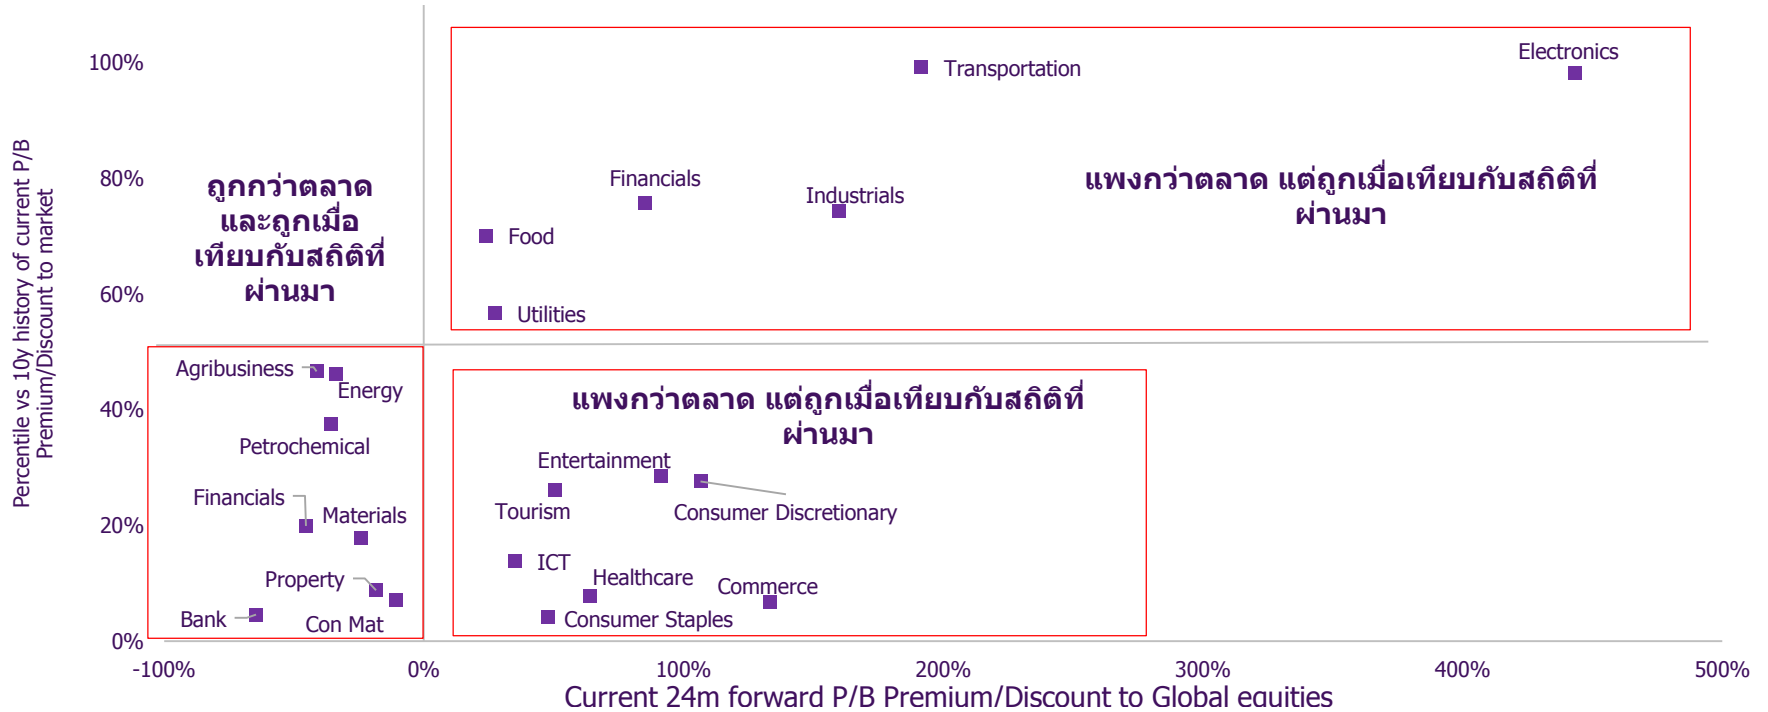 Percentile vs 10y history of current P/B
Premium/Discount to market
100%
80%
60%
40%
20%
0%
Electronics
Transportation
Financials
Industrials
Food
Utilities
ถูกกว่าตลาด
และถูกเมื่อ
เทียบกับสถิติที่
ผ่านมา
แพงกว่าตลาด แต่ถูกเมื่อเทียบกับสถิติที่
ผ่านมา
Agribusiness
Energy
Petrochemical
Financials
Materials
Property
Bank
Con Mat
แพงกว่าตลาด แต่ถูกเมื่อเทียบกับสถิติที่
ผ่านมา
Entertainment
Tourism
Consumer Discretionary
ICT
Healthcare
Commerce
Consumer Staples
-100%
0%
100%
200%
300%
400%
500%
Current 24m forward P/B Premium/Discount to Global equities